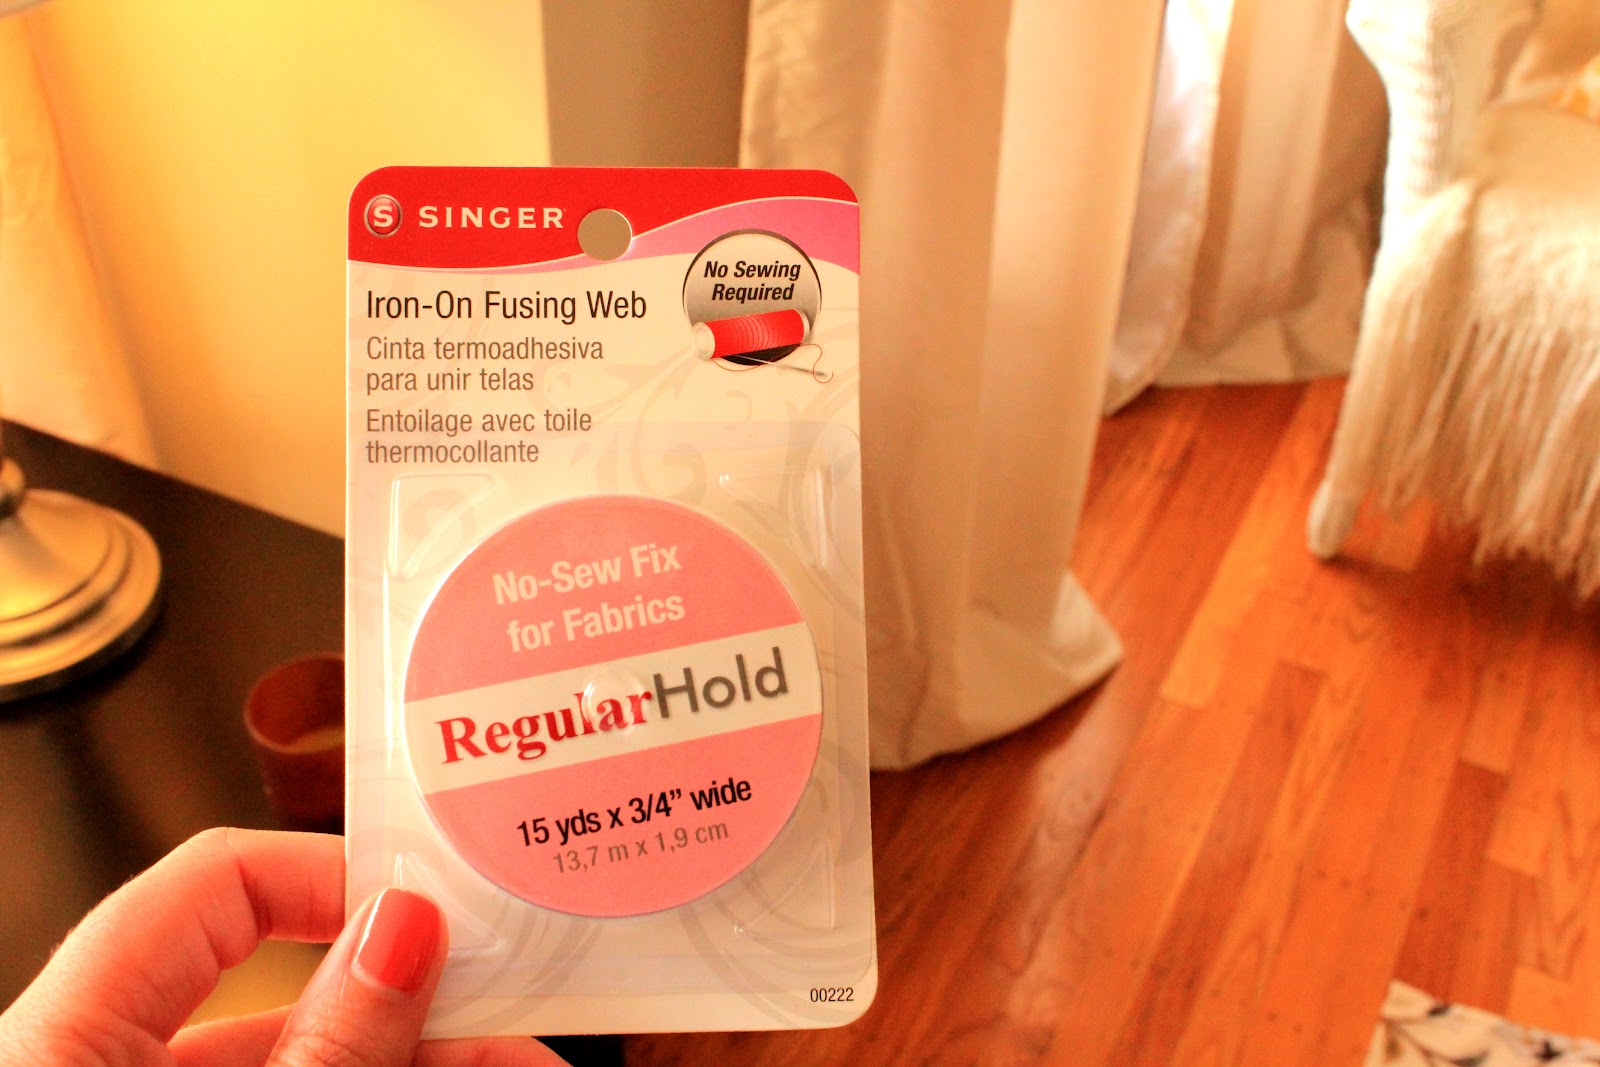 S SINGER
No Sewing
Required
Iron-On Fusing Web
Cinta termoadhesiva
para unir telas
Entoilage avec toile
thermocollante
No-Sew Fix
for Fabrics
RegularHold
15 yds x 3/4” wide
13,7 m x 1,9 cm
00222